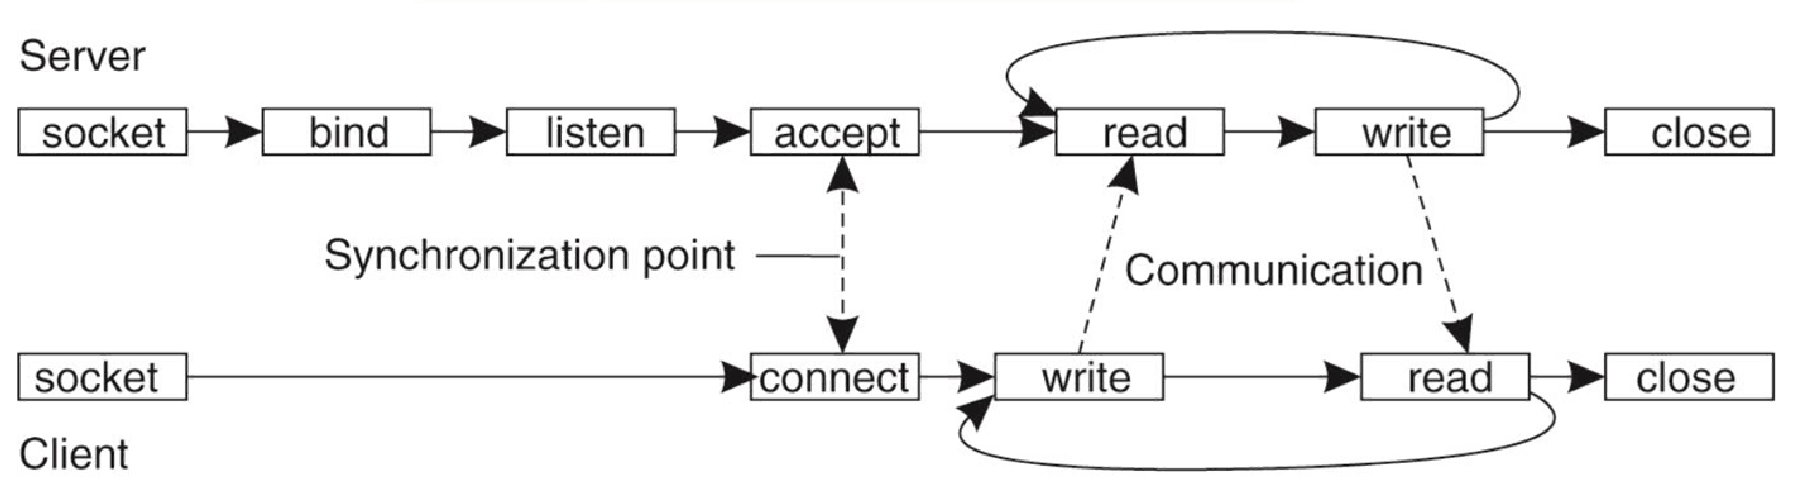 Server
socket bind listen accept read write close
Synchronization point
Communication
socket connect write read close
Client